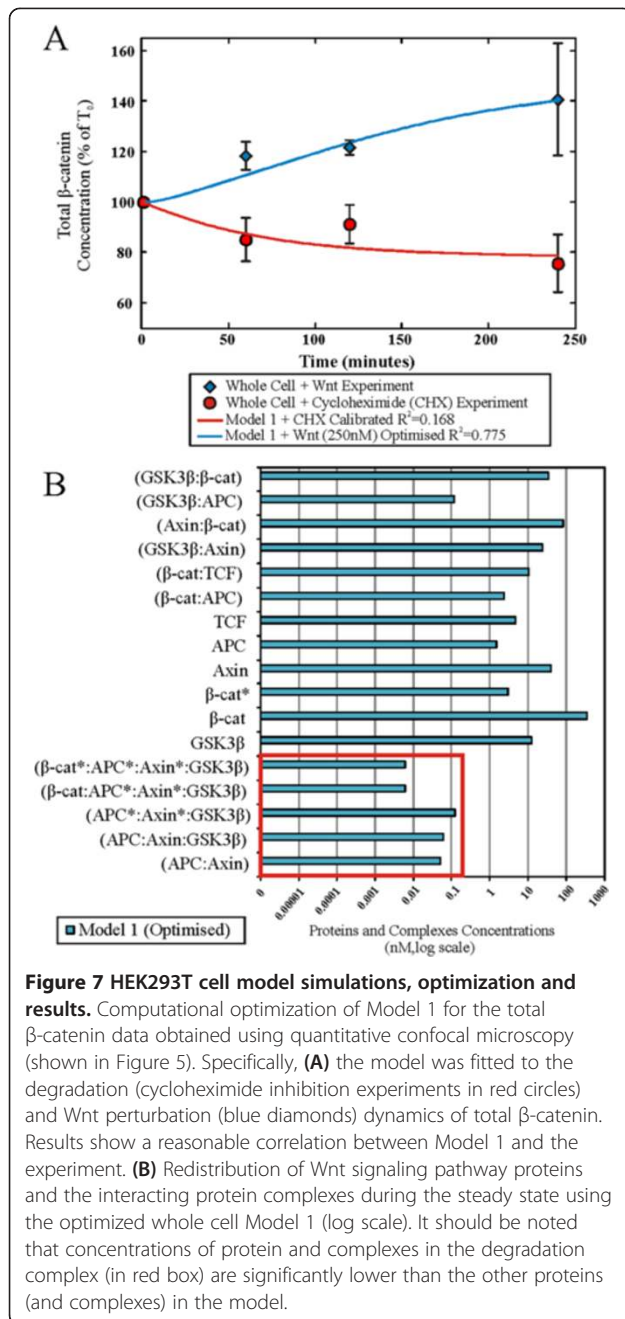 A
Total β-catenin
Concentration (% of T₀)
160
140
120
100
80
60
0
50
100
150
200
250
Time (minutes)
Whole Cell + Wnt Experiment
Whole Cell + Cycloheximide (CHX) Experiment
Model 1 + CHX Calibrated R²=0.168
Model 1 + Wnt (250nM) Optimised R²=0.775
B
(GSK3β:β-cat)
(GSK3β:APC)
(Axin:β-cat)
(GSK3β:Axin)
(β-cat:TCF)
(β-cat:APC)
TCF
APC
Axin
β-cat*
β-cat
GSK3β
(β-cat*:APC*:Axin*:GSK3β)
(β-cat:APC*:Axin*:GSK3β)
(APC*:Axin*:GSK3β)
(APC:Axin:GSK3β)
(APC:Axin)
0
0.00001
0.0001
0.001
0.01
0.1
1
10
100
1000
Model 1 (Optimised)
Proteins and Complexes Concentrations
(nM,log scale)
Figure 7 HEK293T cell model simulations, optimization and
results. Computational optimization of Model 1 for the total
β-catenin data obtained using quantitative confocal microscopy
(shown in Figure 5). Specifically, (A) the model was fitted to the
degradation (cycloheximide inhibition experiments in red circles)
and Wnt perturbation (blue diamonds) dynamics of total β-catenin.
Results show a reasonable correlation between Model 1 and the
experiment. (B) Redistribution of Wnt signaling pathway proteins
and the interacting protein complexes during the steady state using
the optimized whole cell Model 1 (log scale). It should be noted
that concentrations of protein and complexes in the degradation
complex (in red box) are significantly lower than the other proteins
(and complexes) in the model.